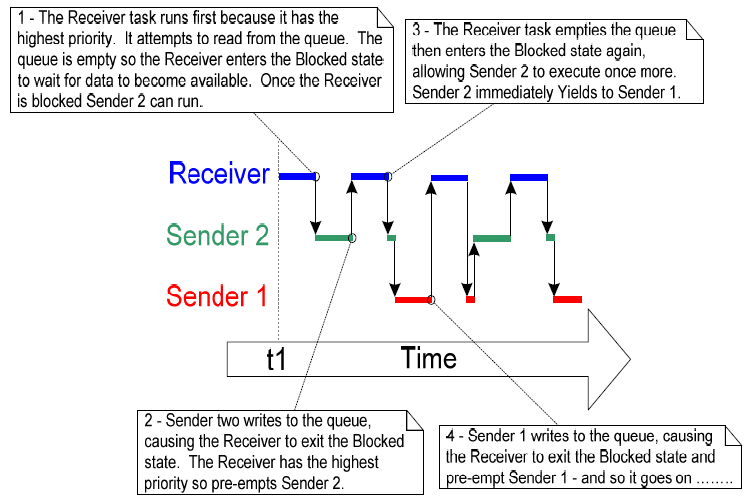 1 - The Receiver task runs first because it has the
highest priority.  It attempts to read from the queue.  The
queue is empty so the Receiver enters the Blocked state
to wait for data to become available.  Once the Receiver
is blocked Sender 2 can run.
3 - The Receiver task empties the queue
then enters the Blocked state again,
allowing Sender 2 to execute once more.
Sender 2 immediately Yields to Sender 1.
Receiver
Sender 2
Sender 1
t1
Time
2 - Sender two writes to the queue,
causing the Receiver to exit the Blocked
state.  The Receiver has the highest
priority so pre-empts Sender 2.
4 - Sender 1 writes to the queue, causing
the Receiver to exit the Blocked state and
pre-empt Sender 1 - and so it goes on ........